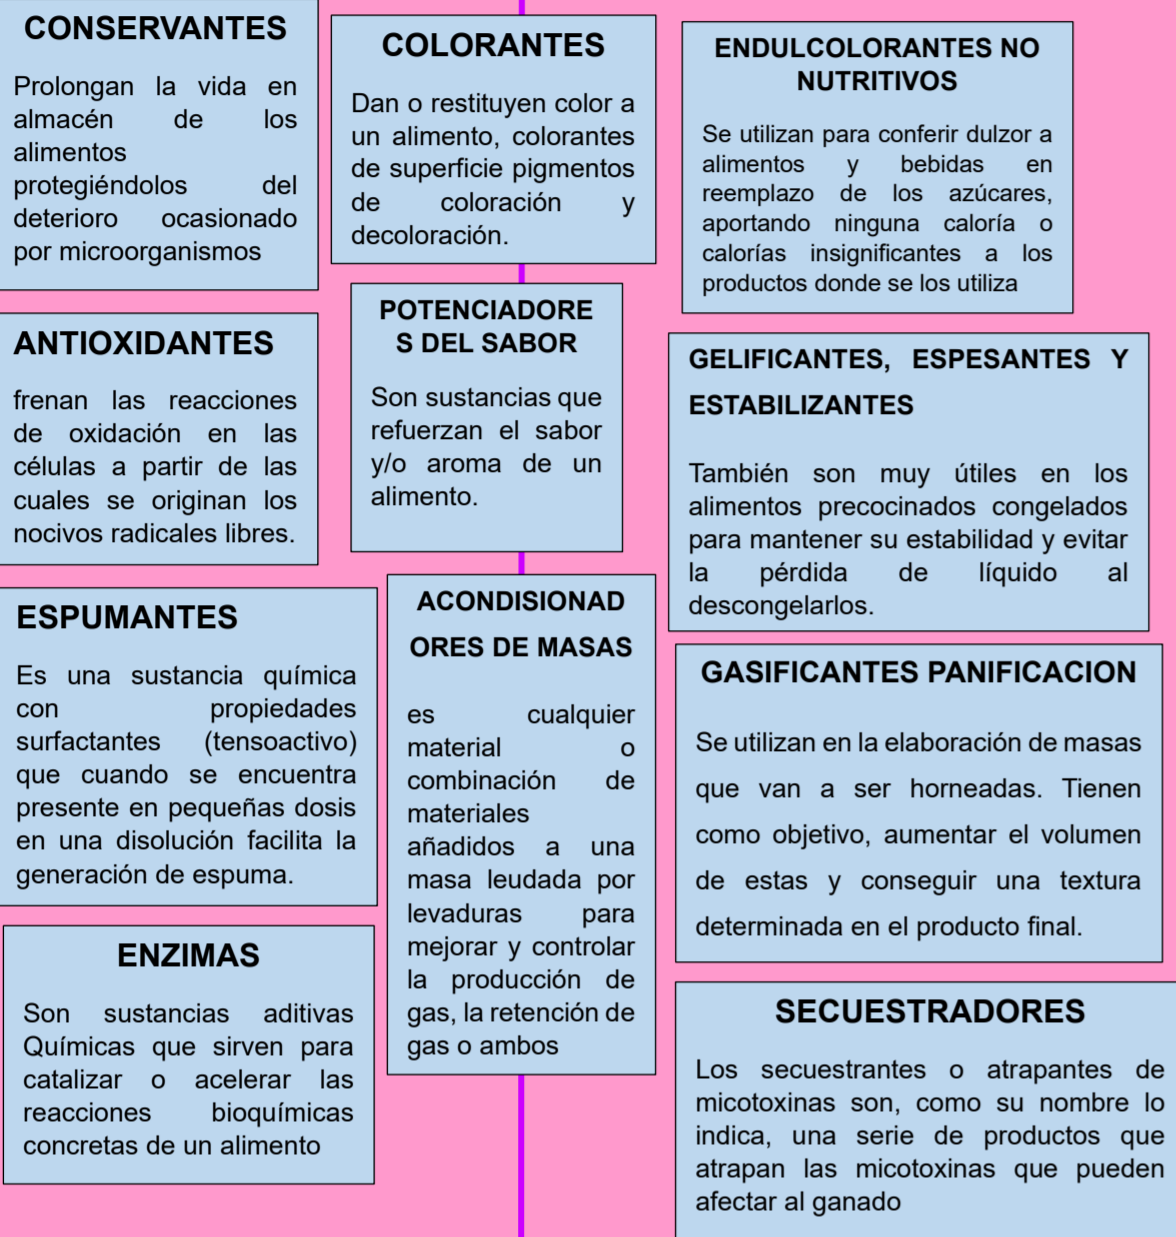 CONSERVANTES
Prolongan la vida en
almacén de los
alimentos
protegiéndolos del
deterioro ocasionado
por microorganismos
COLORANTES
Dan o restituyen color a
un alimento, colorantes
de superficie pigmentos
de coloración y
decoloración.
ENDULCOLORANTES NO
NUTRITIVOS
Se utilizan para conferir dulzor a
alimentos y bebidas en
reemplazo de los azúcares,
aportando ninguna caloría o
calorías insignificantes a los
productos donde se los utiliza
ANTIOXIDANTES
frenan las reacciones
de oxidación en las
células a partir de las
cuales se originan los
nocivos radicales libres.
POTENCIADORE
S DEL SABOR
Son sustancias que
refuerzan el sabor
y/o aroma de un
alimento.
GELIFICANTES, ESPESANTES Y
ESTABILIZANTES
También son muy útiles en los
alimentos precocinados congelados
para mantener su estabilidad y evitar
la pérdida de líquido al
descongelarlos.
ESPUMANTES
Es una sustancia química
con propiedades
surfactantes (tensoactivo)
que cuando se encuentra
presente en pequeñas dosis
en una disolución facilita la
generación de espuma.
ACONDISIONAD
ORES DE MASAS
es cualquier
material o
combinación de
materiales
añadidos a una
masa leudada por
levaduras para
mejorar y controlar
la producción de
gas, la retención de
gas o ambos
GASIFICANTES PANIFICACION
Se utilizan en la elaboración de masas
que van a ser horneadas. Tienen
como objetivo, aumentar el volumen
de estas y conseguir una textura
determinada en el producto final.
ENZIMAS
Son sustancias aditivas
Químicas que sirven para
catalizar o acelerar las
reacciones bioquímicas
concretas de un alimento
SECUESTRADORES
Los secuestrantes o atrapantes de
micotoxinas son, como su nombre lo
indica, una serie de productos que
atrapan las micotoxinas que pueden
afectar al ganado